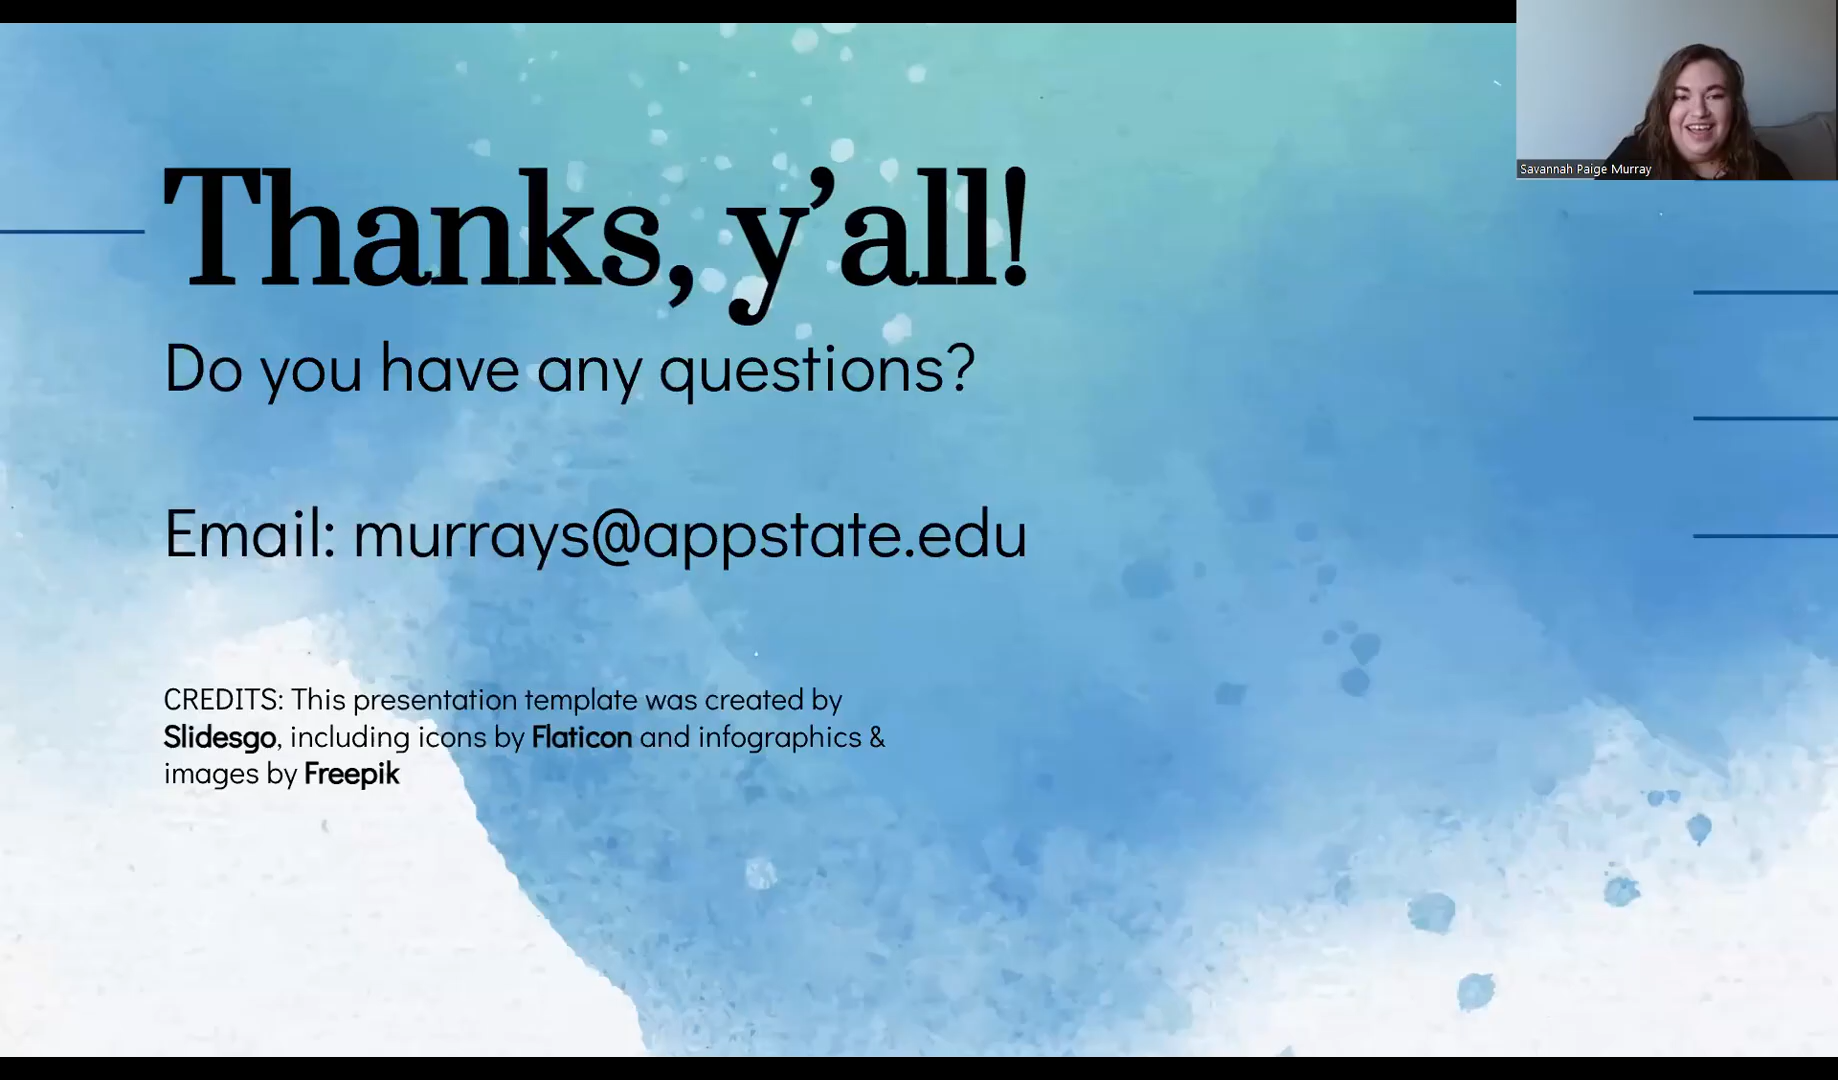 Savannah Paige Murray
Thanks, y’all!
Do you have any questions?
Email: murrays@appstate.edu
CREDITS: This presentation template was created by
Slidesgo, including icons by Flaticon and infographics &
images by Freepik